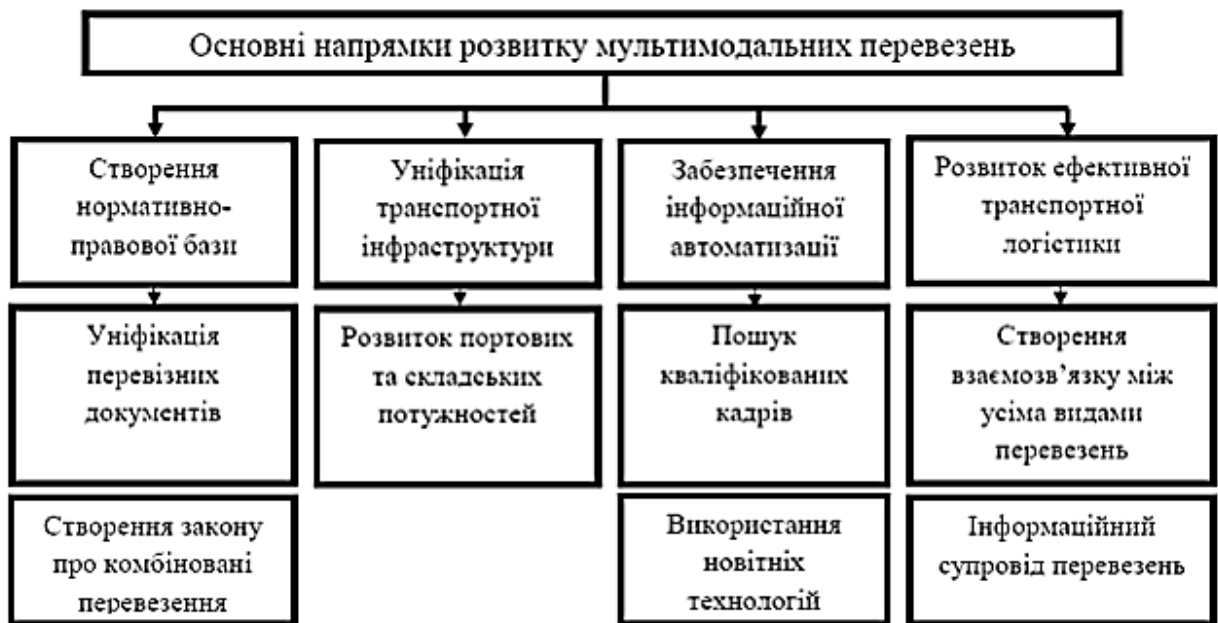 Основні напрямки розвитку мультимодальних перевезень
Створення
нормативно-
правової бази
Уніфікація
транспортної
інфраструктури
Забезпечення
інформаційної
автоматизації
Розвиток ефективної
транспортної
логістики
Уніфікація
перевізних
документів
Розвиток портових
та складських
потужностей
Пошук
кваліфікованих
кадрів
Створення
взаємозв’язку між
усіма видами
перевезень
Створення закону
про комбіновані
перевезення
Використання
новітніх
технологій
Інформаційний
супровід перевезень